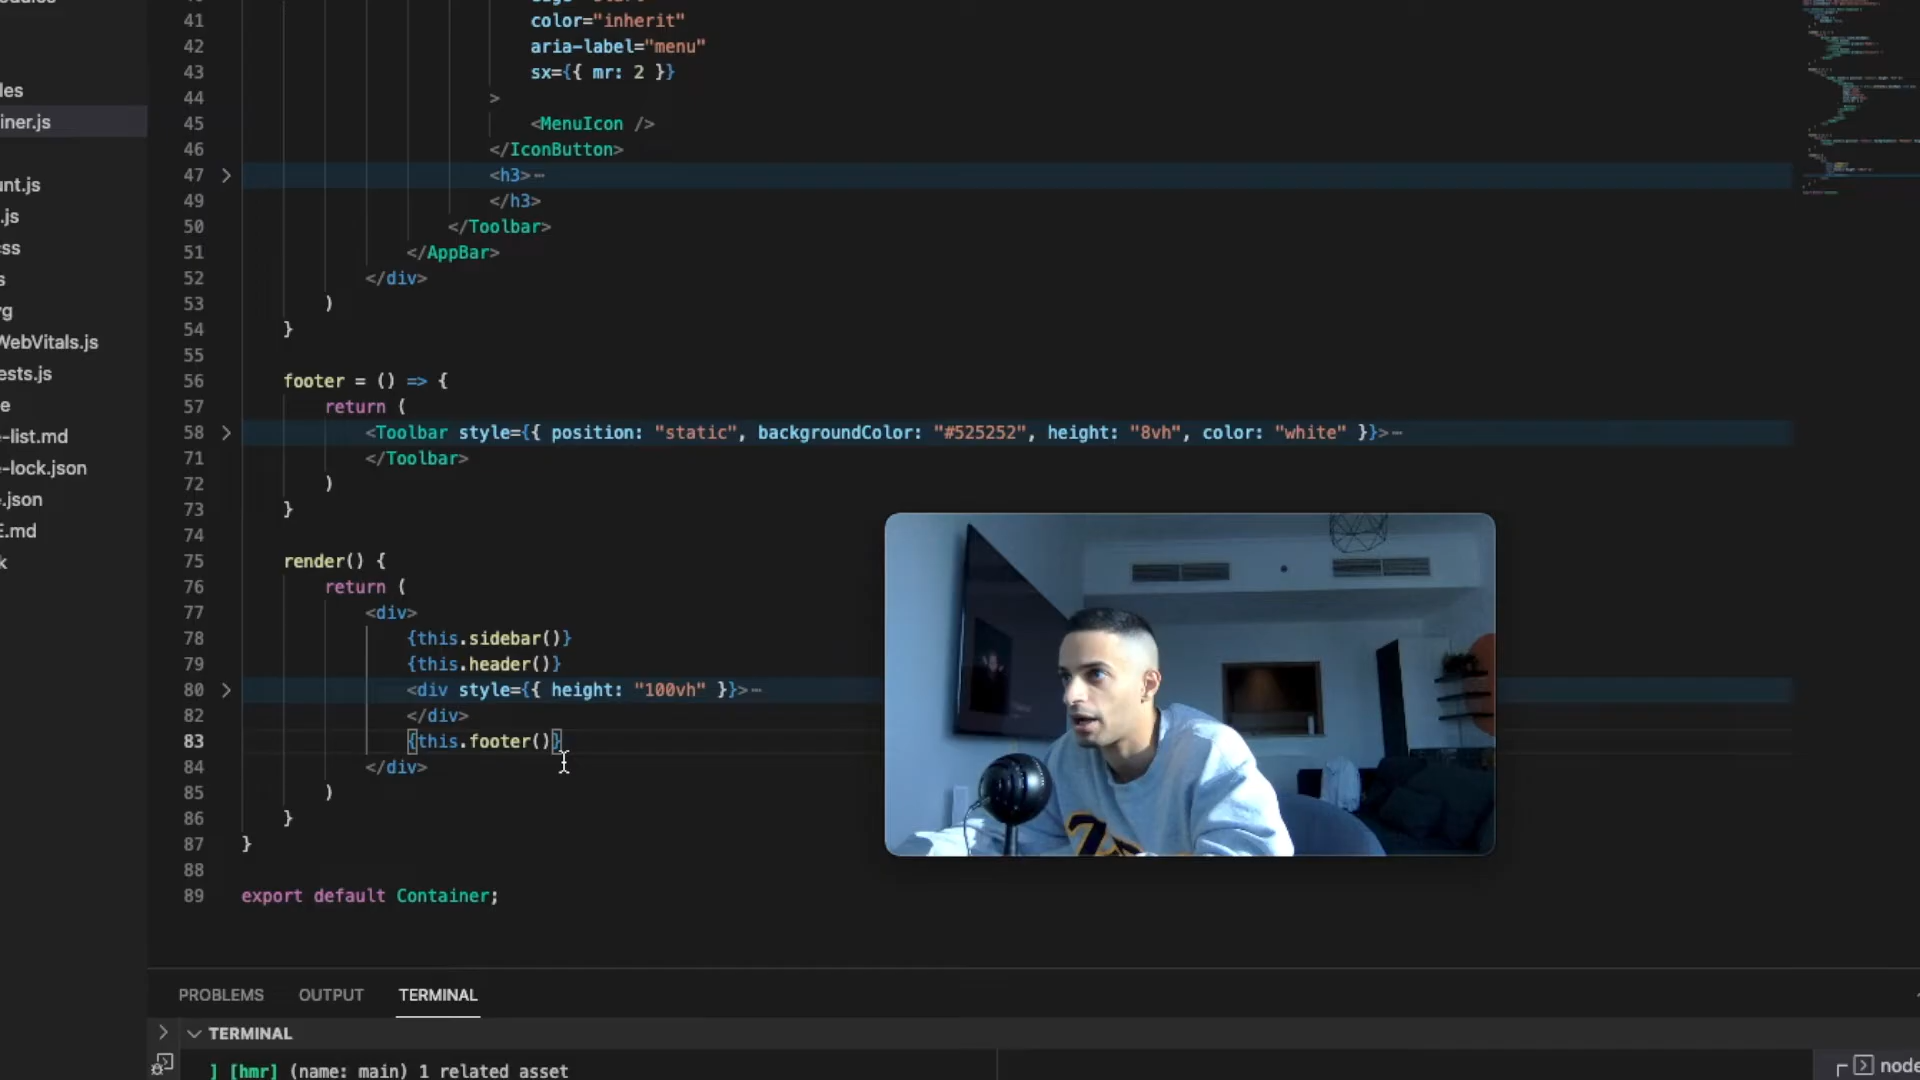 odules
41 color="inherit"
42 aria-label="menu"
43 sx={{ mr: 2 }}
44 >
45 <MenuIcon />
46 </IconButton>
47 <h3>
49 </h3>
50 </Toolbar>
51 </AppBar>
52 </div>
53 )
54 }
55
56 footer = () => {
57 return (
58 <Toolbar style={{ position: "static", backgroundColor: "#525252", height: "8vh", color: "white" }}>
71 </Toolbar>
72 )
73 }
74
75 render() {
76 return (
77 <div>
78 {this.sidebar()}
79 {this.header()}
80 <div style={{ height: "100vh" }}>
82 </div>
83 {this.footer()}
84 </div>
85 )
86 }
87 }
88
89 export default Container;
les
iner.js
unt.js
.js
ss
s
g
WebVitals.js
ests.js
e
-list.md
-lock.json
.json
E.md
k
PROBLEMS OUTPUT TERMINAL
TERMINAL
] [hmr] (name: main) 1 related asset
node